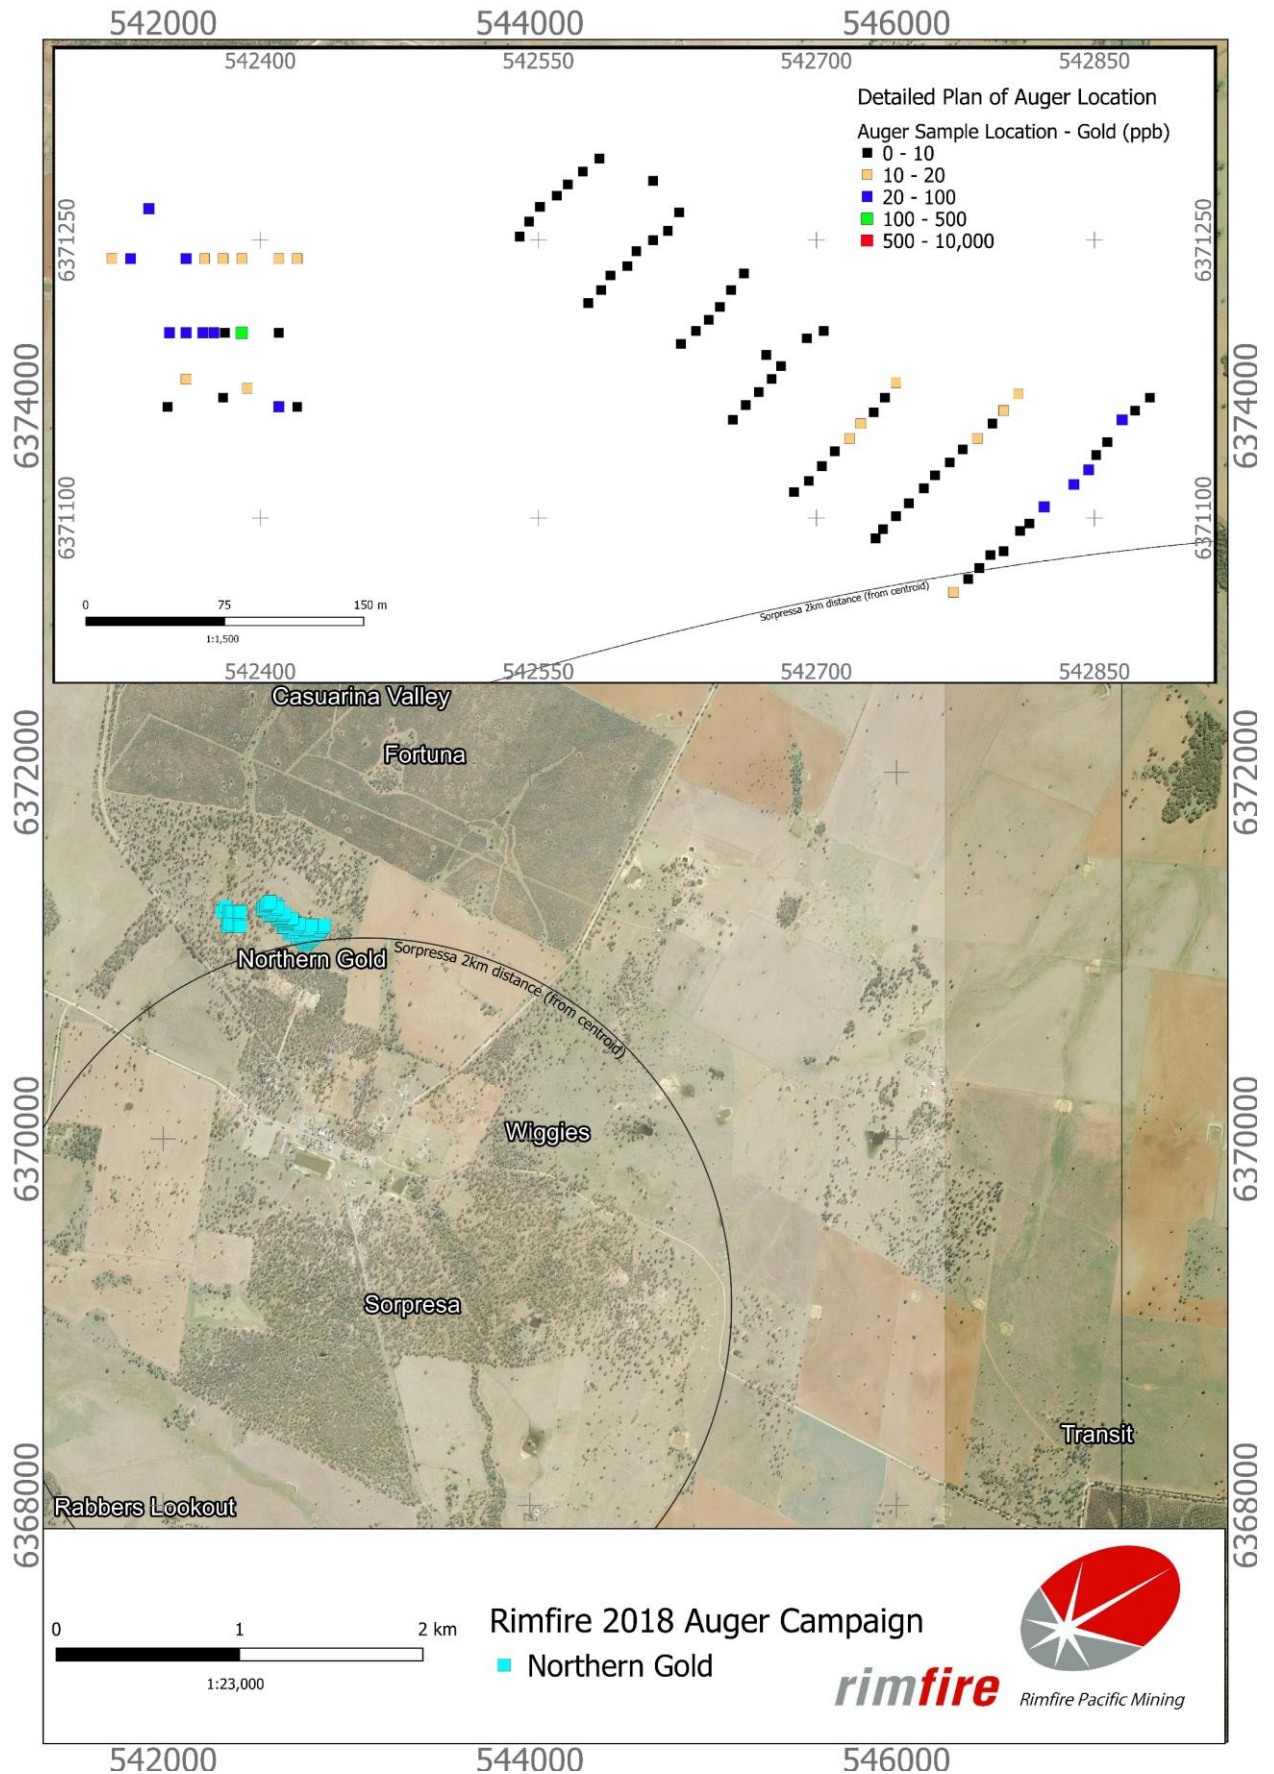 542000 544000 546000
542400 542550 542700 542850
Detailed Plan of Auger Location
Auger Sample Location - Gold (ppb)
0 - 10
10 - 20
20 - 100
100 - 500
500 - 10,000
6371250 6371250
6374000 6374000
6371100 6371100
Sorpressa 2km distance (from centroid)
0 75 150 m
1:1,500
542400 542550 542700 542850
Casuarina Valley
Fortuna
6372000 6372000
Northern Gold
Sorpressa 2km distance (from centroid)
6370000 6370000
Wiggies
Sorpresa
Transit
Rabbers Lookout
6368000 6368000
0 1 2 km
1:23,000
Rimfire 2018 Auger Campaign
Northern Gold
rimfire
Rimfire Pacific Mining
542000 544000 546000